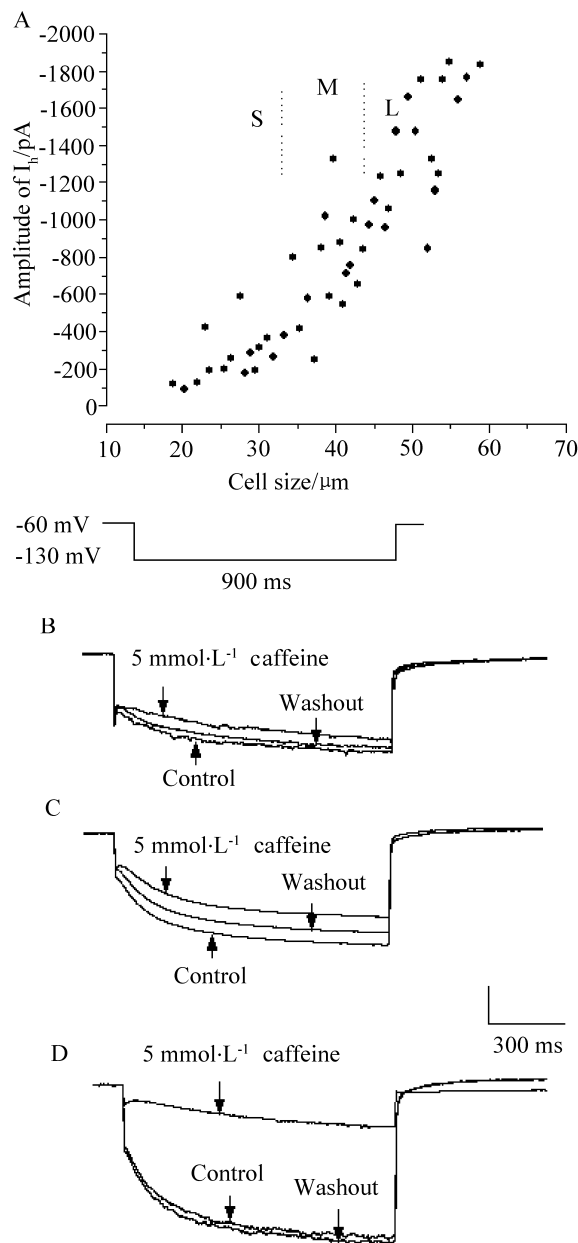 A
Amplitude of Iₕ/pA
-2000
-1800
-1600
-1400
-1200
-1000
-800
-600
-400
-200
0
S
M
L
10 20 30 40 50 60 70
Cell size/μm
-60 mV
-130 mV
900 ms
B
5 mmol·L⁻¹ caffeine
Washout
Control
C
5 mmol·L⁻¹ caffeine
Washout
Control
300 ms
D
5 mmol·L⁻¹ caffeine
Control
Washout